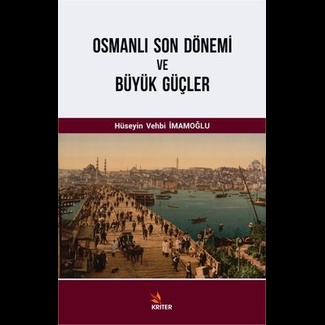 OSMANLI SON DÖNEMİ
VE
BÜYÜK GÜÇLER
Hüseyin Vehbi İMAMOĞLU
KRİTER